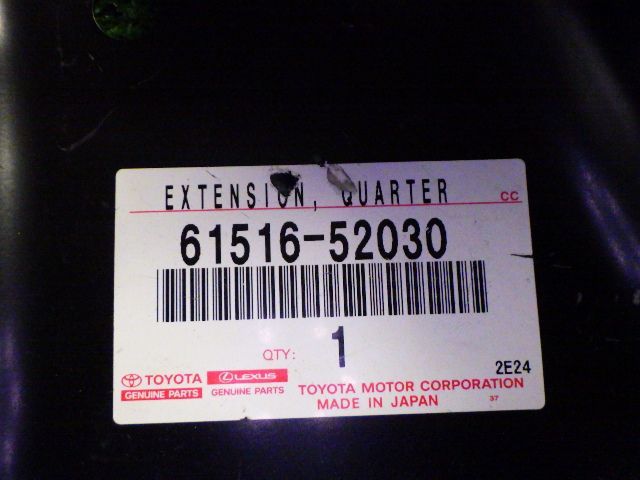 EXTENSION, QUARTER
CC
61516-52030
QTY: 1
2E24
TOYOTA
GENUINE PARTS
LEXUS
GENUINE PARTS
TOYOTA MOTOR CORPORATION
MADE IN JAPAN
37